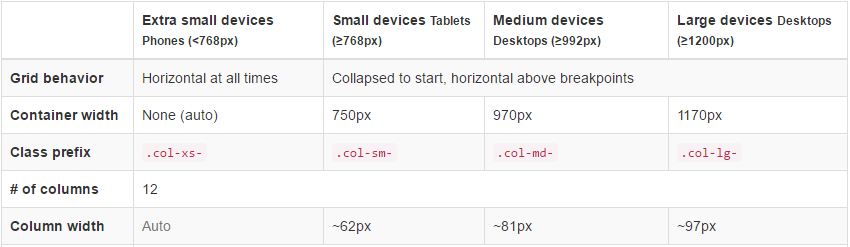 Extra small devices Small devices Tablets Medium devices Large devices Desktops
Phones (<768px) (≥768px) Desktops (≥992px) (≥1200px)
Grid behavior Horizontal at all times Collapsed to start, horizontal above breakpoints
Container width None (auto) 750px 970px 1170px
Class prefix .col-xs- .col-sm- .col-md- .col-lg-
# of columns 12
Column width Auto ~62px ~81px ~97px